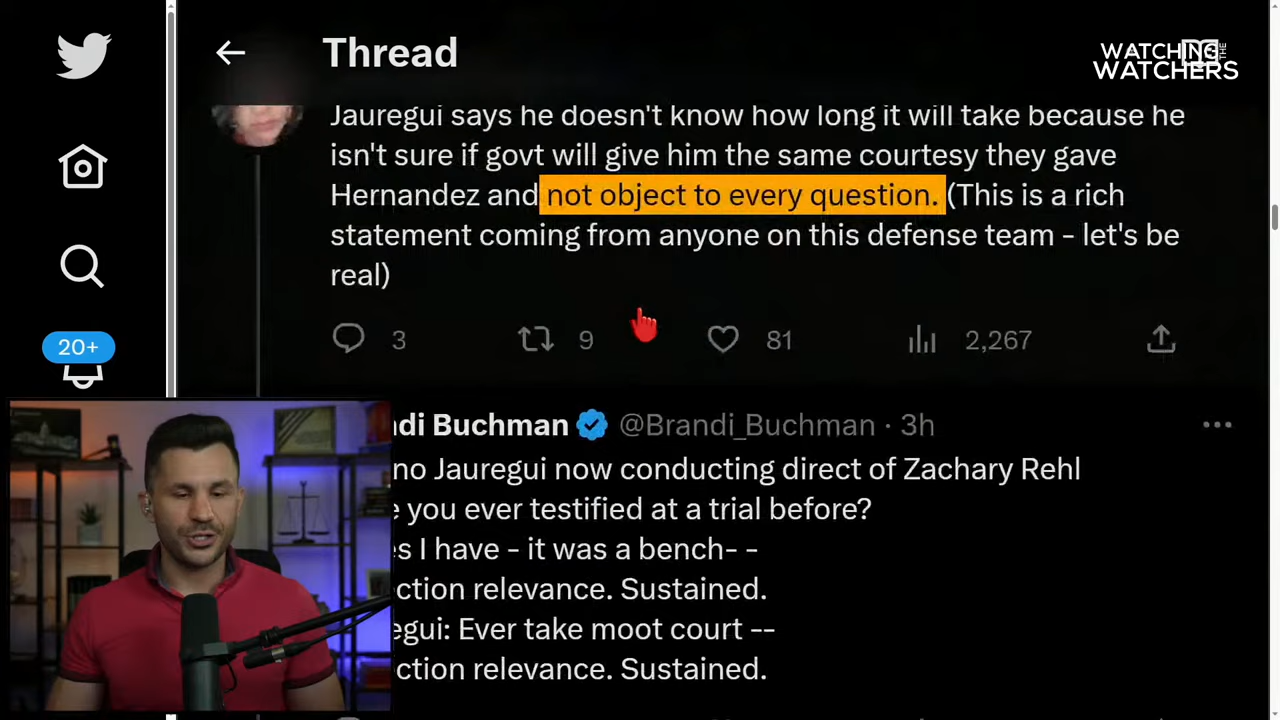 Thread
WATCHING
THE
WATCHERS
Jauregui says he doesn't know how long it will take because he
isn't sure if govt will give him the same courtesy they gave
Hernandez and not object to every question. (This is a rich
statement coming from anyone on this defense team - let's be
real)
3 9 81 2,267
20+
di Buchman @Brandi_Buchman · 3h
no Jauregui now conducting direct of Zachary Rehl
you ever testified at a trial before?
I have - it was a bench- -
ction relevance. Sustained.
egui: Ever take moot court --
ction relevance. Sustained.